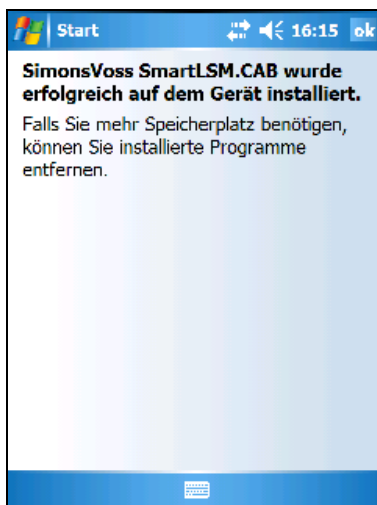 Start 16:15 ok
SimonsVoss SmartLSM.CAB wurde
erfolgreich auf dem Gerät installiert.
Falls Sie mehr Speicherplatz benötigen,
können Sie installierte Programme
entfernen.